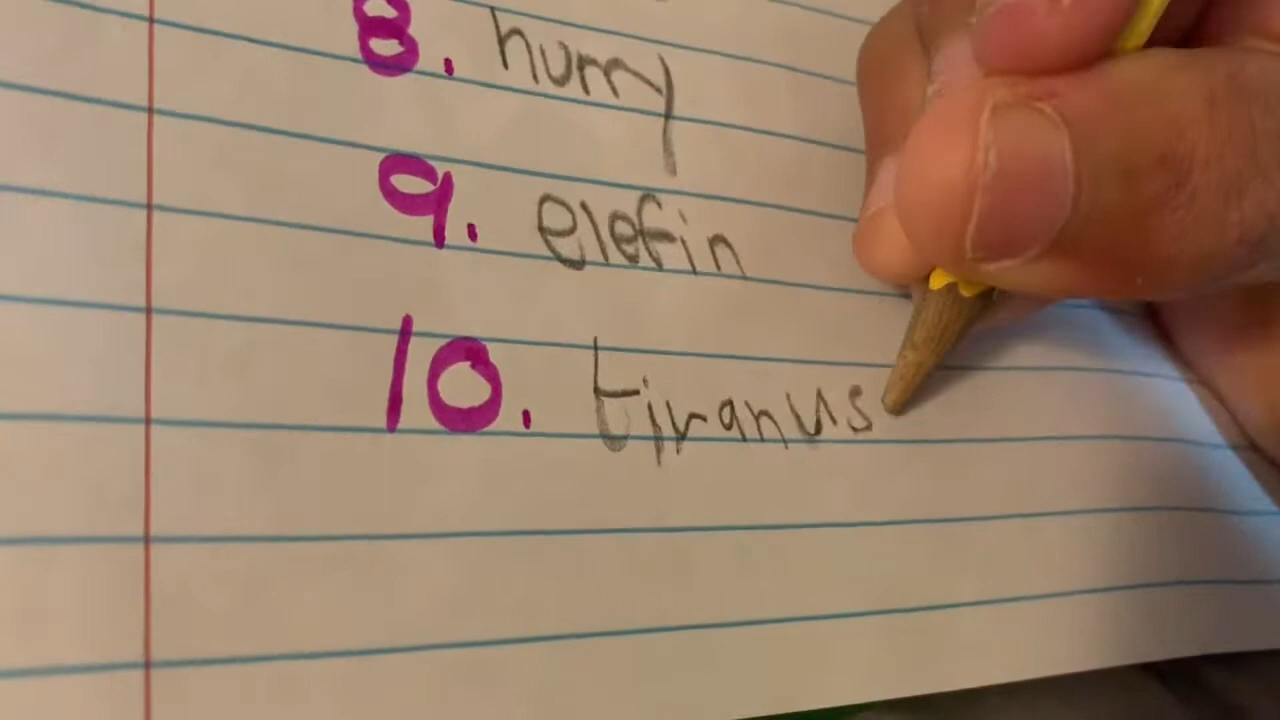 8. hurry
9. elefin
10. tiranus